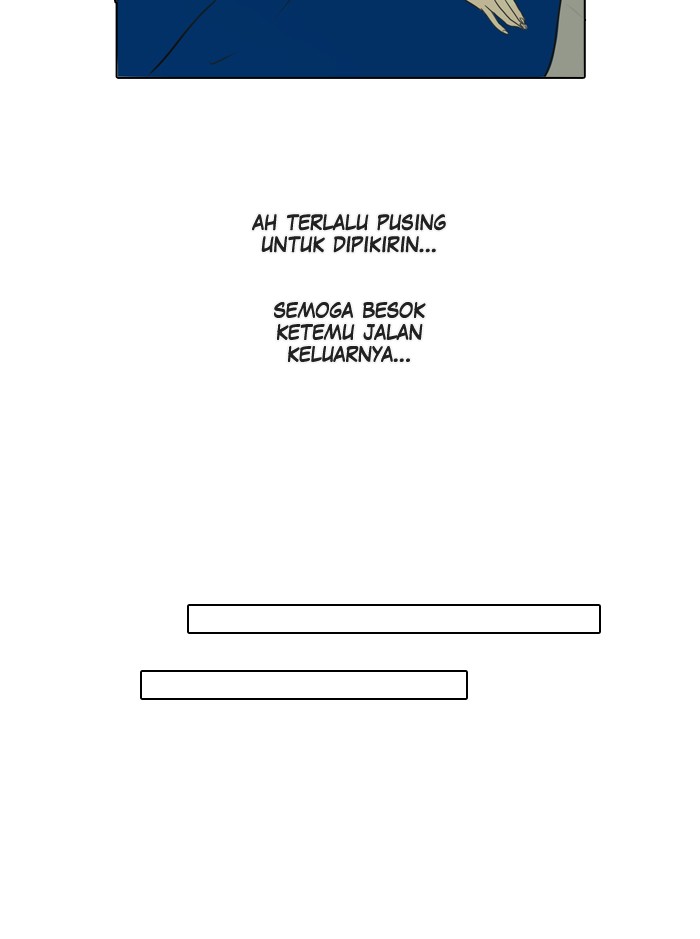 AH TERLALU PUSING
UNTUK DIPIKIRIN...
SEMOGA BESOK
KETEMU JALAN
KELUARNYA...